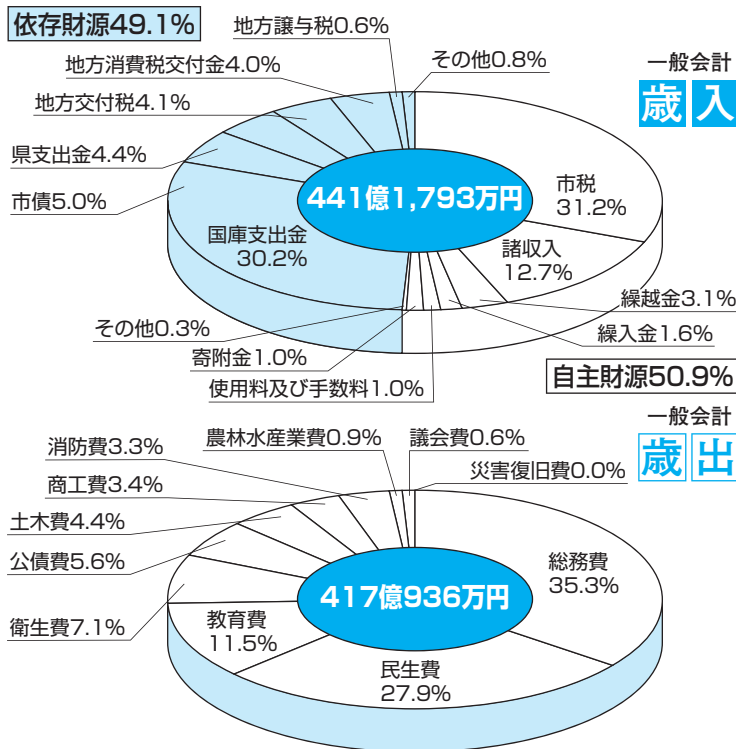 依存財源49.1%
地方譲与税0.6%
その他0.8%
地方消費税交付金4.0%
地方交付税4.1%
県支出金4.4%
市債5.0%
国庫支出金
30.2%
一般会計
歳入
441億1,793万円
市税
31.2%
諸収入
12.7%
繰越金3.1%
繰入金1.6%
その他0.3%
寄附金1.0%
使用料及び手数料1.0%
自主財源50.9%
一般会計
歳出
消防費3.3%
農林水産業費0.9%
議会費0.6%
災害復旧費0.0%
商工費3.4%
土木費4.4%
公債費5.6%
衛生費7.1%
教育費
11.5%
417億936万円
総務費
35.3%
民生費
27.9%